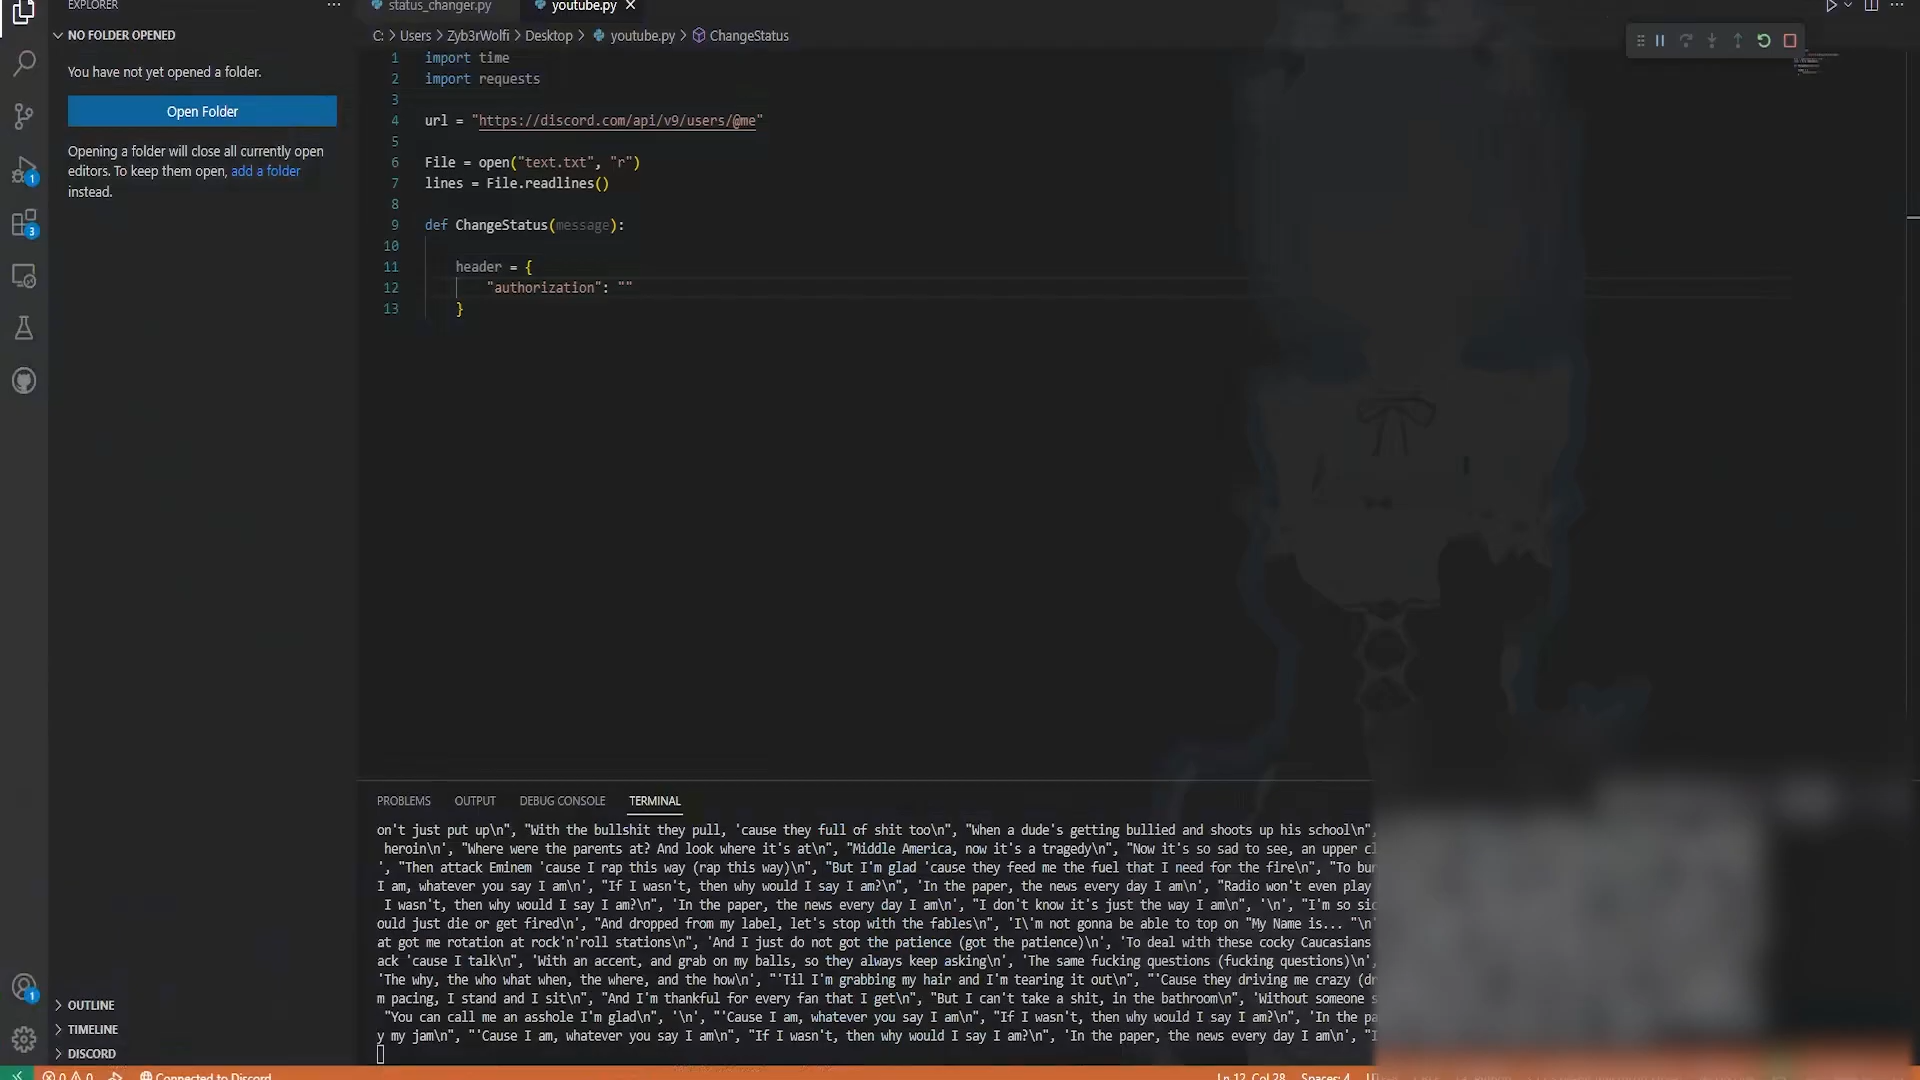 EXPLORER
NO FOLDER OPENED
You have not yet opened a folder.
Open Folder
Opening a folder will close all currently open
editors. To keep them open, add a folder
instead.
OUTLINE
TIMELINE
DISCORD
status_changer.py
youtube.py
C: > Users > Zyb3rWolfi > Desktop > youtube.py > ChangeStatus
1 import time
2 import requests
3
4 url = "https://discord.com/api/v9/users/@me"
5
6 File = open("text.txt", "r")
7 lines = File.readlines()
8
9 def ChangeStatus(message):
10
11 header = {
12 "authorization": ""
13 }
PROBLEMS OUTPUT DEBUG CONSOLE TERMINAL
on't just put up\n", "With the bullshit they pull, 'cause they full of shit too\n", "When a dude's getting bullied and shoots up his school\n",
heroin\n', "Where were the parents at? And look where it's at\n", "Middle America, now it's a tragedy\n", "Now it's so sad to see, an upper cl
', "Then attack Eminem 'cause I rap this way (rap this way)\n", "But I'm glad 'cause they feed me the fuel that I need for the fire\n", "To bur
I am, whatever you say I am\n', "If I wasn't, then why would I say I am?\n", 'In the paper, the news every day I am\n', "Radio won't even play
I wasn't, then why would I say I am?\n", 'In the paper, the news every day I am\n', "I don't know it's just the way I am\n", '\n', "I'm so sic
ould just die or get fired\n', "And dropped from my label, let's stop with the fables\n", 'I\'m not gonna be able to top on "My Name is... "\n'
at got me rotation at rock'n'roll stations\n", 'And I just do not got the patience (got the patience)\n', 'To deal with these cocky Caucasians
ack 'cause I talk\n", 'With an accent, and grab on my balls, so they always keep asking\n', 'The same fucking questions (fucking questions)\n',
'The why, the who what when, the where, and the how\n', "'Til I'm grabbing my hair and I'm tearing it out\n", "'Cause they driving me crazy (dr
m pacing, I stand and I sit\n", "And I'm thankful for every fan that I get\n", "But I can't take a shit, in the bathroom\n", 'Without someone s
"You can call me an asshole I'm glad\n", '\n', "'Cause I am, whatever you say I am\n", "If I wasn't, then why would I say I am?\n", 'In the pa
y my jam\n", "'Cause I am, whatever you say I am\n", "If I wasn't, then why would I say I am?\n", 'In the paper, the news every day I am\n', "I
0 0 Connected to Discord
Ln 12, Col 28 Spaces: 4